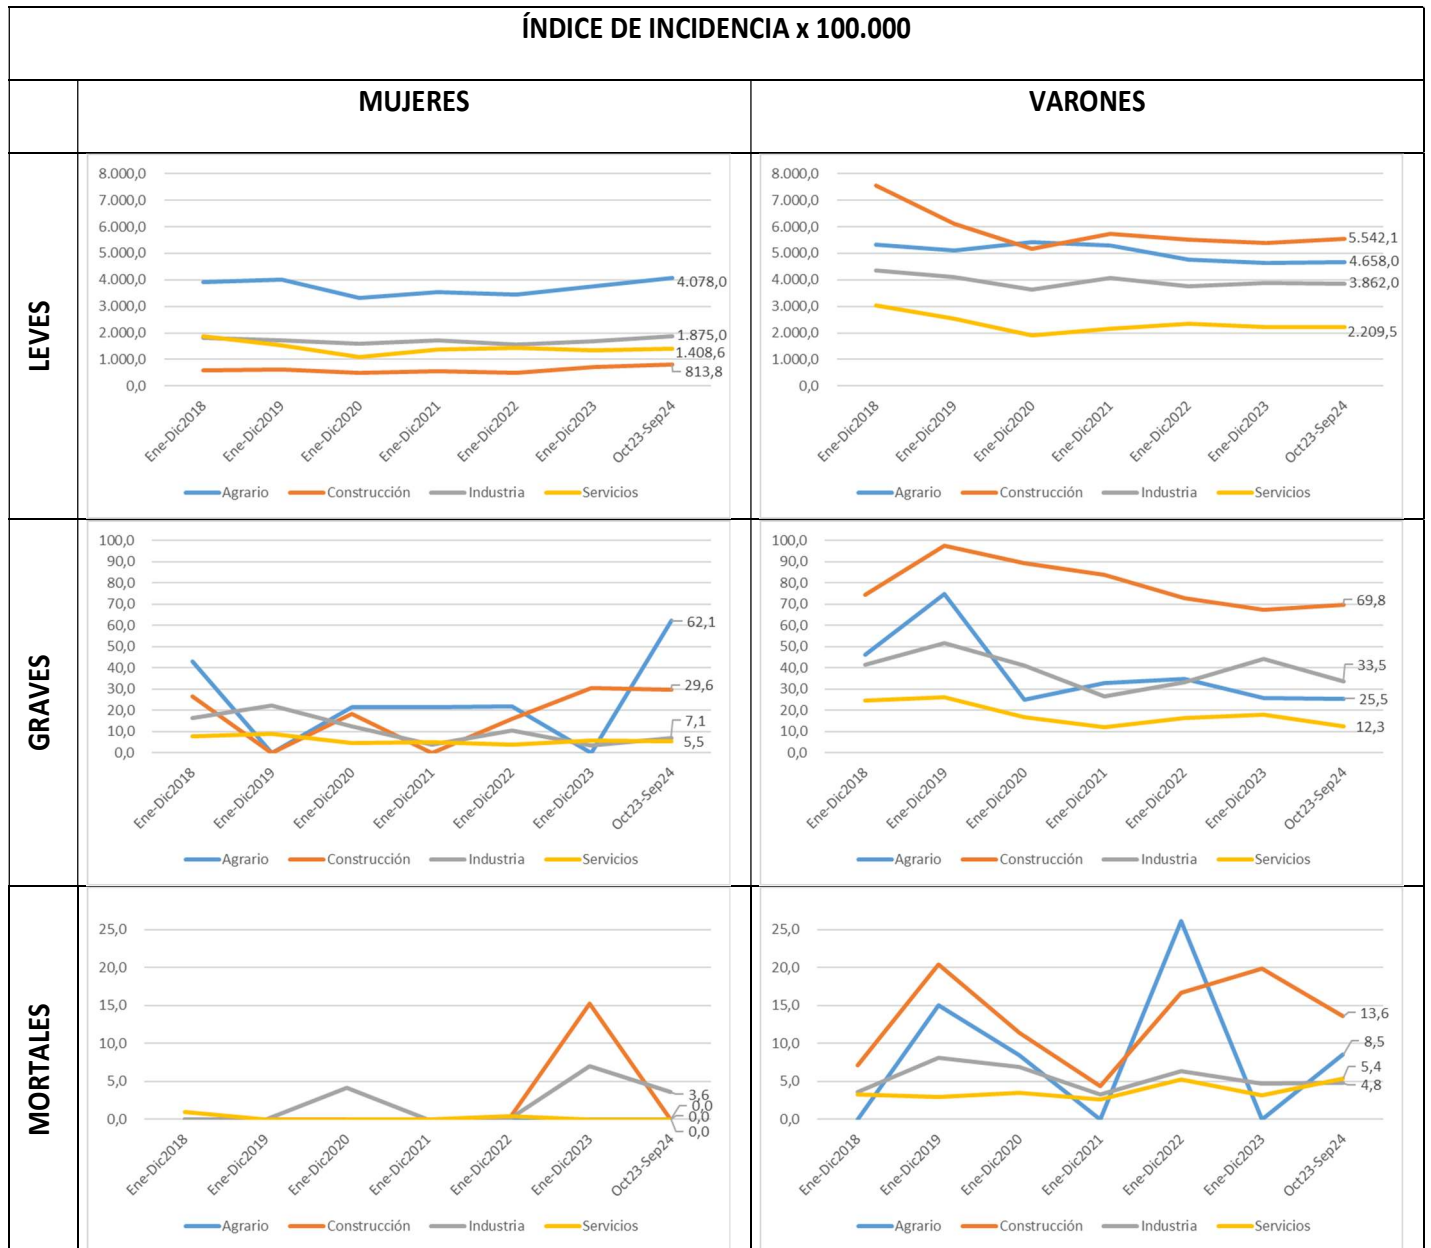 ÍNDICE DE INCIDENCIA x 100.000
MUJERES
VARONES
LEVES
8.000,0
7.000,0
6.000,0
5.000,0
4.000,0
3.000,0
2.000,0
1.000,0
0,0
4.078,0
1.875,0
1.408,6
813,8
Ene-Dic2018
Ene-Dic2019
Ene-Dic2020
Ene-Dic2021
Ene-Dic2022
Ene-Dic2023
Oct23-Sep24
Agrario Construcción Industria Servicios
8.000,0
7.000,0
6.000,0
5.000,0
4.000,0
3.000,0
2.000,0
1.000,0
0,0
5.542,1
4.658,0
3.862,0
2.209,5
Ene-Dic2018
Ene-Dic2019
Ene-Dic2020
Ene-Dic2021
Ene-Dic2022
Ene-Dic2023
Oct23-Sep24
Agrario Construcción Industria Servicios
GRAVES
100,0
90,0
80,0
70,0
60,0
50,0
40,0
30,0
20,0
10,0
0,0
62,1
29,6
7,1
5,5
Ene-Dic2018
Ene-Dic2019
Ene-Dic2020
Ene-Dic2021
Ene-Dic2022
Ene-Dic2023
Oct23-Sep24
Agrario Construcción Industria Servicios
100,0
90,0
80,0
70,0
60,0
50,0
40,0
30,0
20,0
10,0
0,0
69,8
33,5
25,5
12,3
Ene-Dic2018
Ene-Dic2019
Ene-Dic2020
Ene-Dic2021
Ene-Dic2022
Ene-Dic2023
Oct23-Sep24
Agrario Construcción Industria Servicios
MORTALES
25,0
20,0
15,0
10,0
5,0
0,0
3,6
0,0
0,0
0,0
Ene-Dic2018
Ene-Dic2019
Ene-Dic2020
Ene-Dic2021
Ene-Dic2022
Ene-Dic2023
Oct23-Sep24
Agrario Construcción Industria Servicios
25,0
20,0
15,0
10,0
5,0
0,0
13,6
8,5
5,4
4,8
Ene-Dic2018
Ene-Dic2019
Ene-Dic2020
Ene-Dic2021
Ene-Dic2022
Ene-Dic2023
Oct23-Sep24
Agrario Construcción Industria Servicios